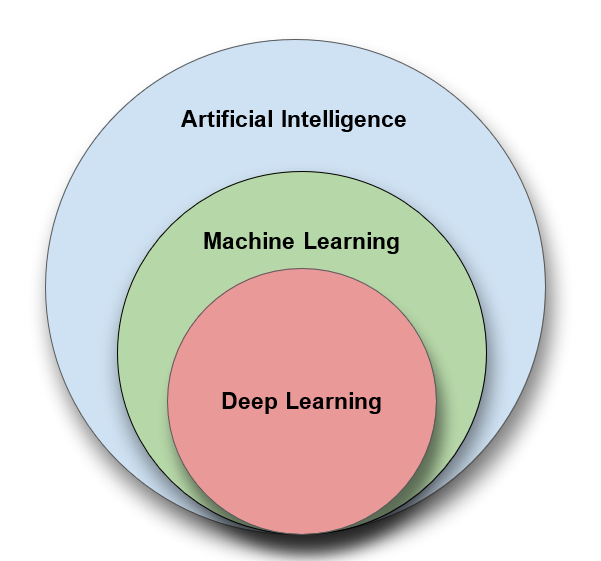 Artificial Intelligence
Machine Learning
Deep Learning